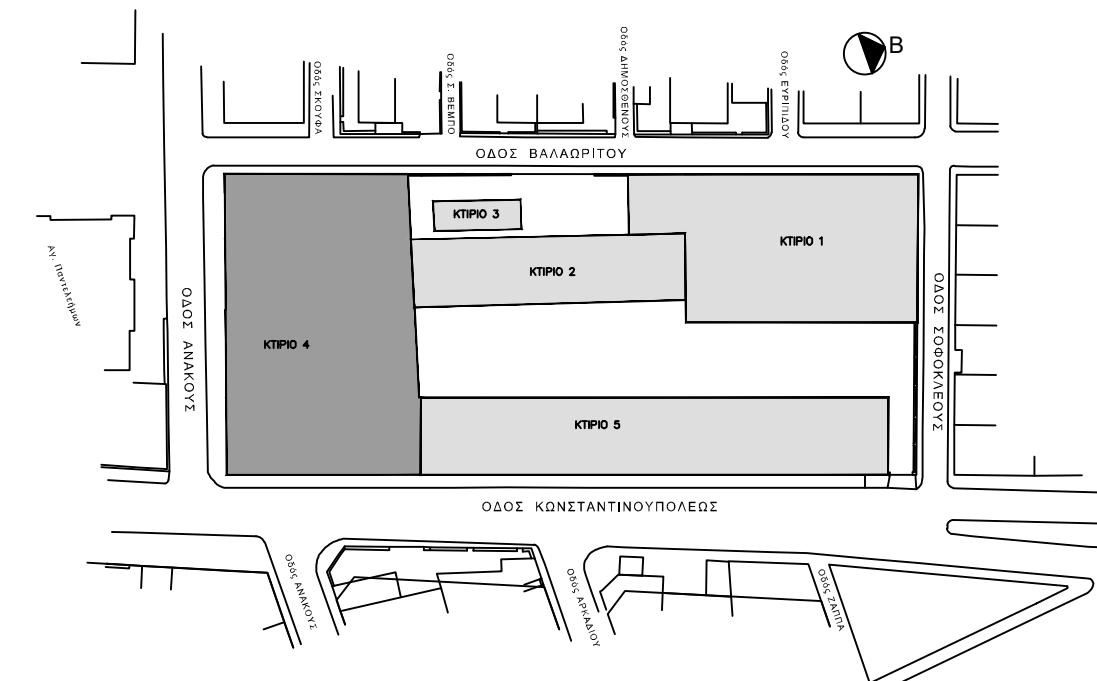 Β
Οδός ΣΚΟΥΦΑ
Οδός Σ. ΒΕΜΠΟ
Οδός ΔΗΜΟΣΘΕΝΟΥΣ
Οδός ΕΥΡΙΠΙΔΟΥ
ΟΔΟΣ ΒΑΛΑΩΡΙΤΟΥ
ΚΤΙΡΙΟ 3
ΚΤΙΡΙΟ 1
ΚΤΙΡΙΟ 2
Αγ. Παντελεήμων
ΟΔΟΣ ΑΝΑΚΟΥΣ
ΚΤΙΡΙΟ 4
ΟΔΟΣ ΣΟΦΟΚΛΕΟΥΣ
ΚΤΙΡΙΟ 5
ΟΔΟΣ ΚΩΝΣΤΑΝΤΙΝΟΥΠΟΛΕΩΣ
Οδός ΑΝΑΚΟΥΣ
Οδός ΑΡΚΑΔΙΟΥ
Οδός ΖΑΠΠΑ